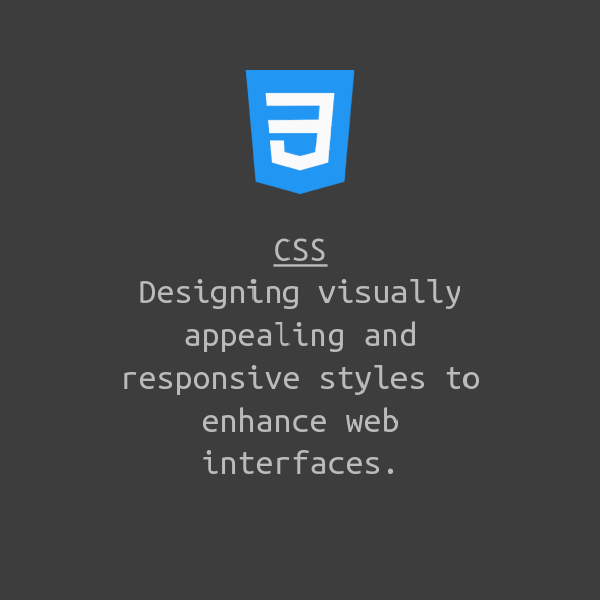 CSS
Designing visually
appealing and
responsive styles to
enhance web
interfaces.